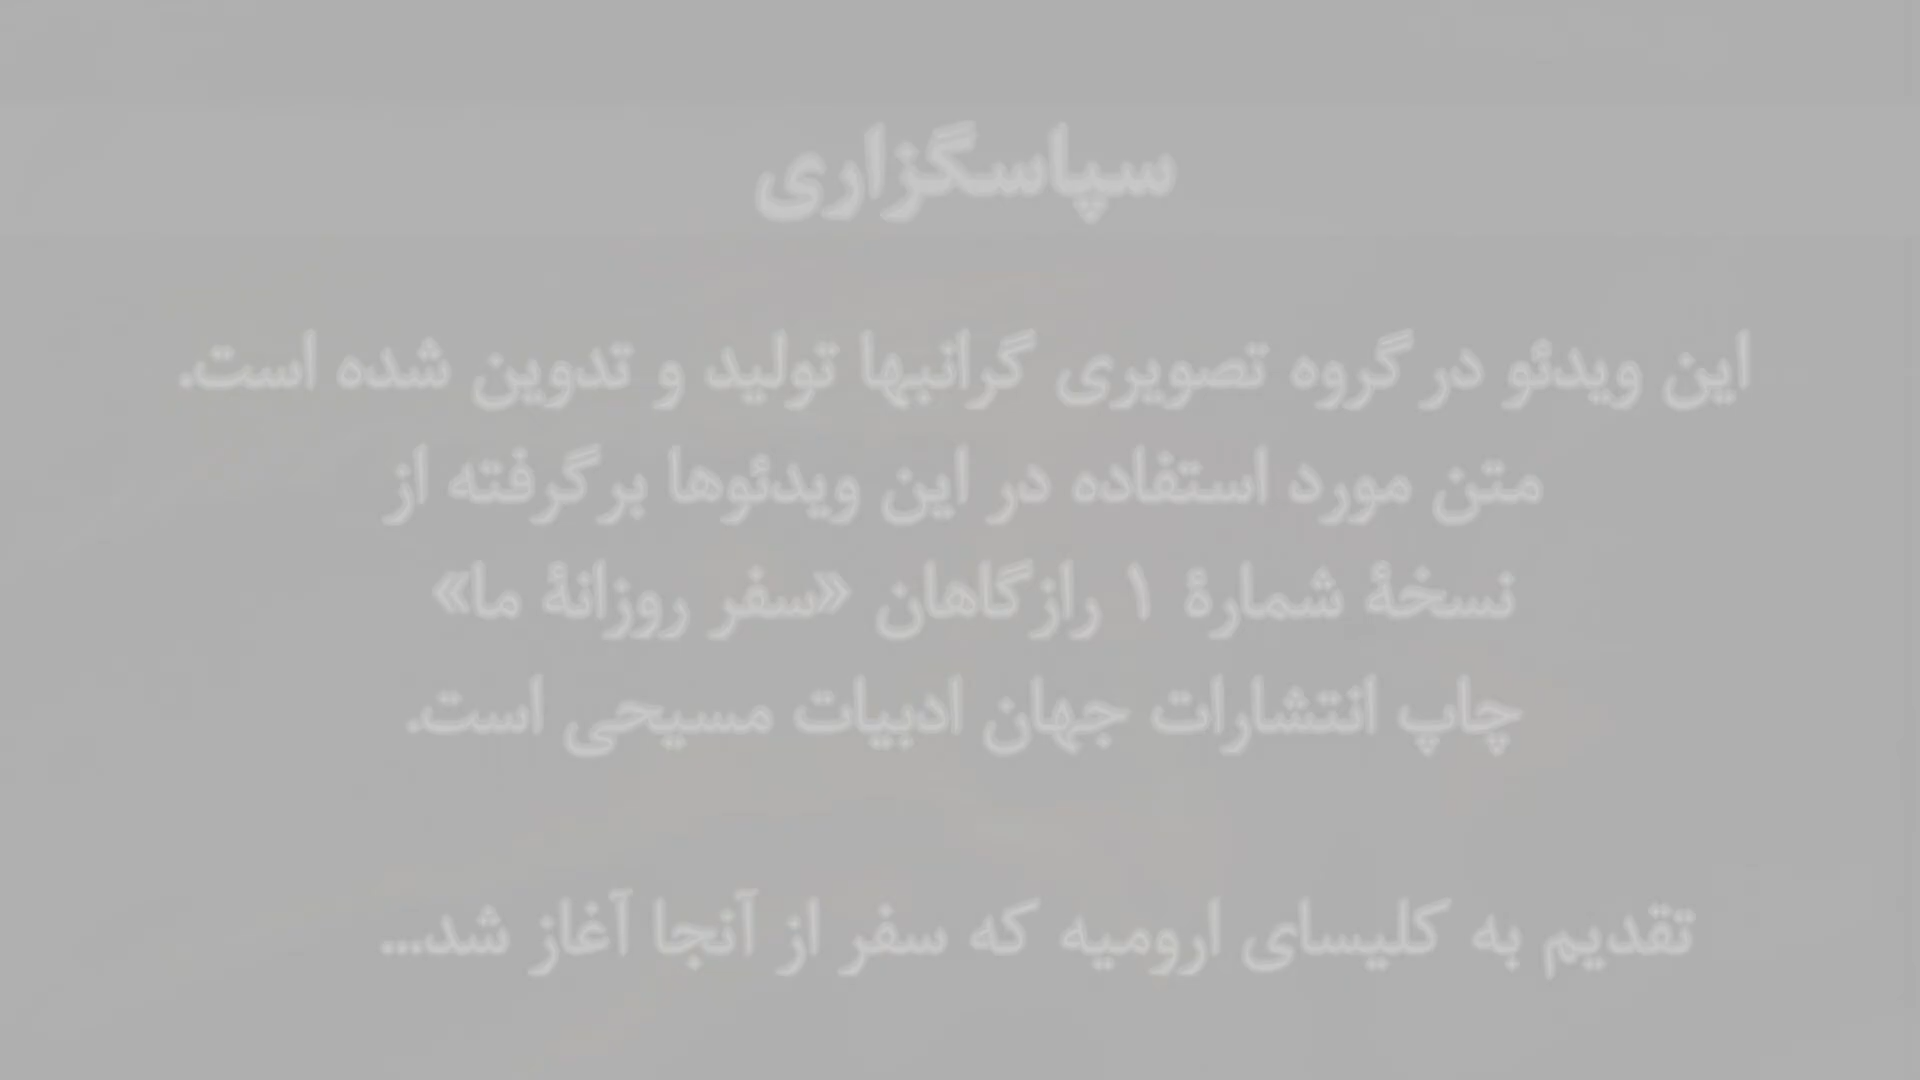 سپاسگزاری
این ویدئو در گروه تصویری گرانبها تولید و تدوین شده است.
متن مورد استفاده در این ویدئوها برگرفته از
نسخهٔ شمارهٔ ۱ رازگاهان «سفر روزانهٔ ما»
چاپ انتشارات جهان ادبیات مسیحی است.
تقدیم به کلیسای ارومیه که سفر از آنجا آغاز شد...